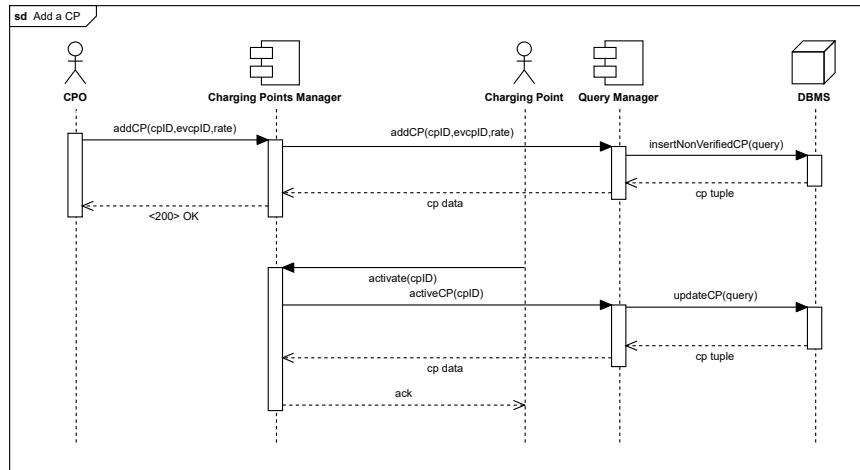 sd Add a CP
CPO
Charging Points Manager
Charging Point
Query Manager
DBMS
addCP(cpID,evcpID,rate)
addCP(cpID,evcpID,rate)
insertNonVerifiedCP(query)
cp tuple
cp data
<200> OK
activate(cpID)
activeCP(cpID)
updateCP(query)
cp tuple
cp data
ack